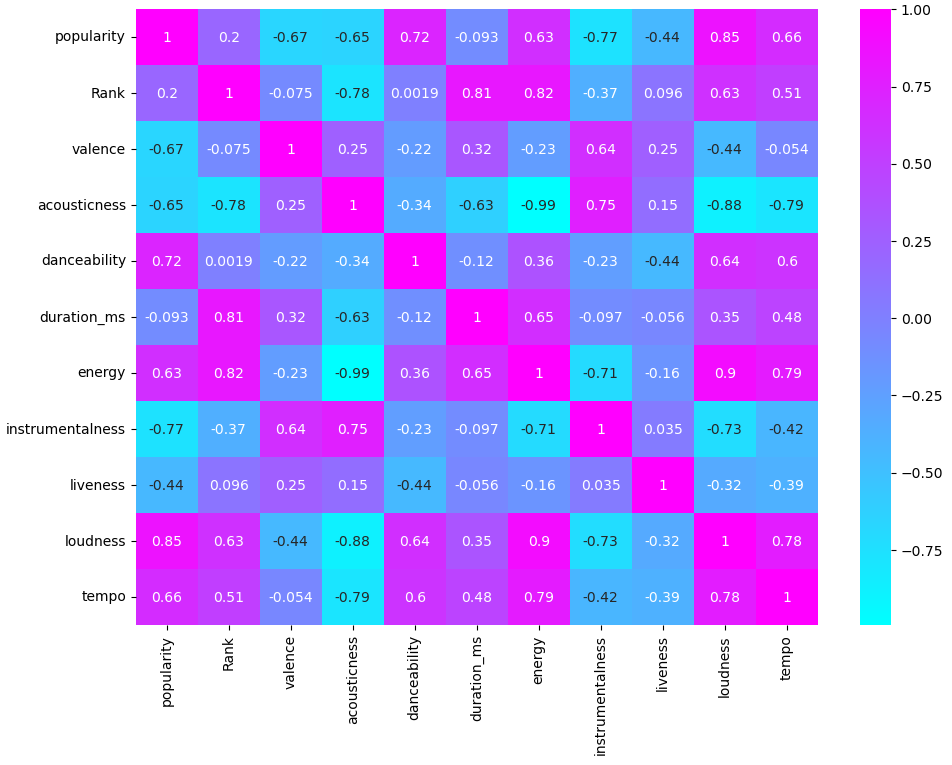 popularity 1 0.2 -0.67 -0.65 0.72 -0.093 0.63 -0.77 -0.44 0.85 0.66
Rank 0.2 1 -0.075 -0.78 0.0019 0.81 0.82 -0.37 0.096 0.63 0.51
valence -0.67 -0.075 1 0.25 -0.22 0.32 -0.23 0.64 0.25 -0.44 -0.054
acousticness -0.65 -0.78 0.25 1 -0.34 -0.63 -0.99 0.75 0.15 -0.88 -0.79
danceability 0.72 0.0019 -0.22 -0.34 1 -0.12 0.36 -0.23 -0.44 0.64 0.6
duration_ms -0.093 0.81 0.32 -0.63 -0.12 1 0.65 -0.097 -0.056 0.35 0.48
energy 0.63 0.82 -0.23 -0.99 0.36 0.65 1 -0.71 -0.16 0.9 0.79
instrumentalness -0.77 -0.37 0.64 0.75 -0.23 -0.097 -0.71 1 0.035 -0.73 -0.42
liveness -0.44 0.096 0.25 0.15 -0.44 -0.056 -0.16 0.035 1 -0.32 -0.39
loudness 0.85 0.63 -0.44 -0.88 0.64 0.35 0.9 -0.73 -0.32 1 0.78
tempo 0.66 0.51 -0.054 -0.79 0.6 0.48 0.79 -0.42 -0.39 0.78 1
popularity
Rank
valence
acousticness
danceability
duration_ms
energy
instrumentalness
liveness
loudness
tempo
1.00
0.75
0.50
0.25
0.00
−0.25
−0.50
−0.75